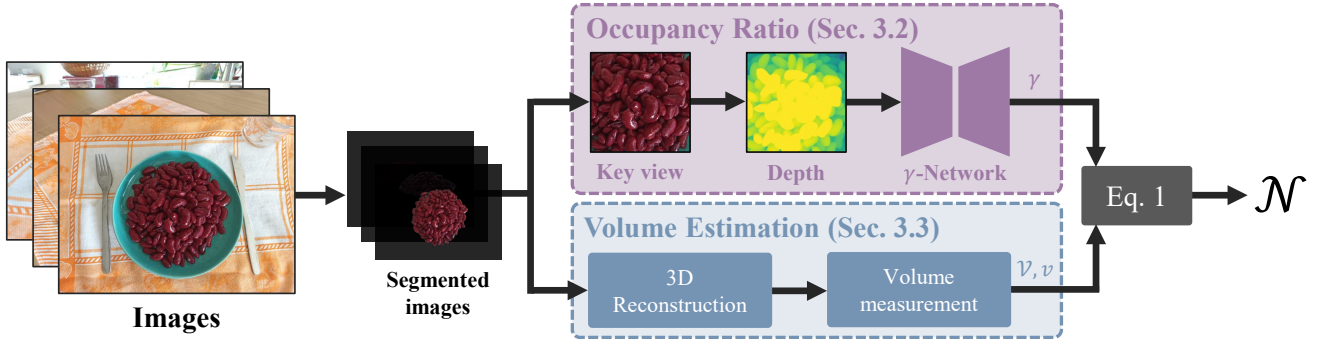 Occupancy Ratio (Sec. 3.2)
Key view
Depth
γ-Network
γ
Images
Segmented
images
Volume Estimation (Sec. 3.3)
3D
Reconstruction
Volume
measurement
𝒱, 𝑣
Eq. 1
𝒩